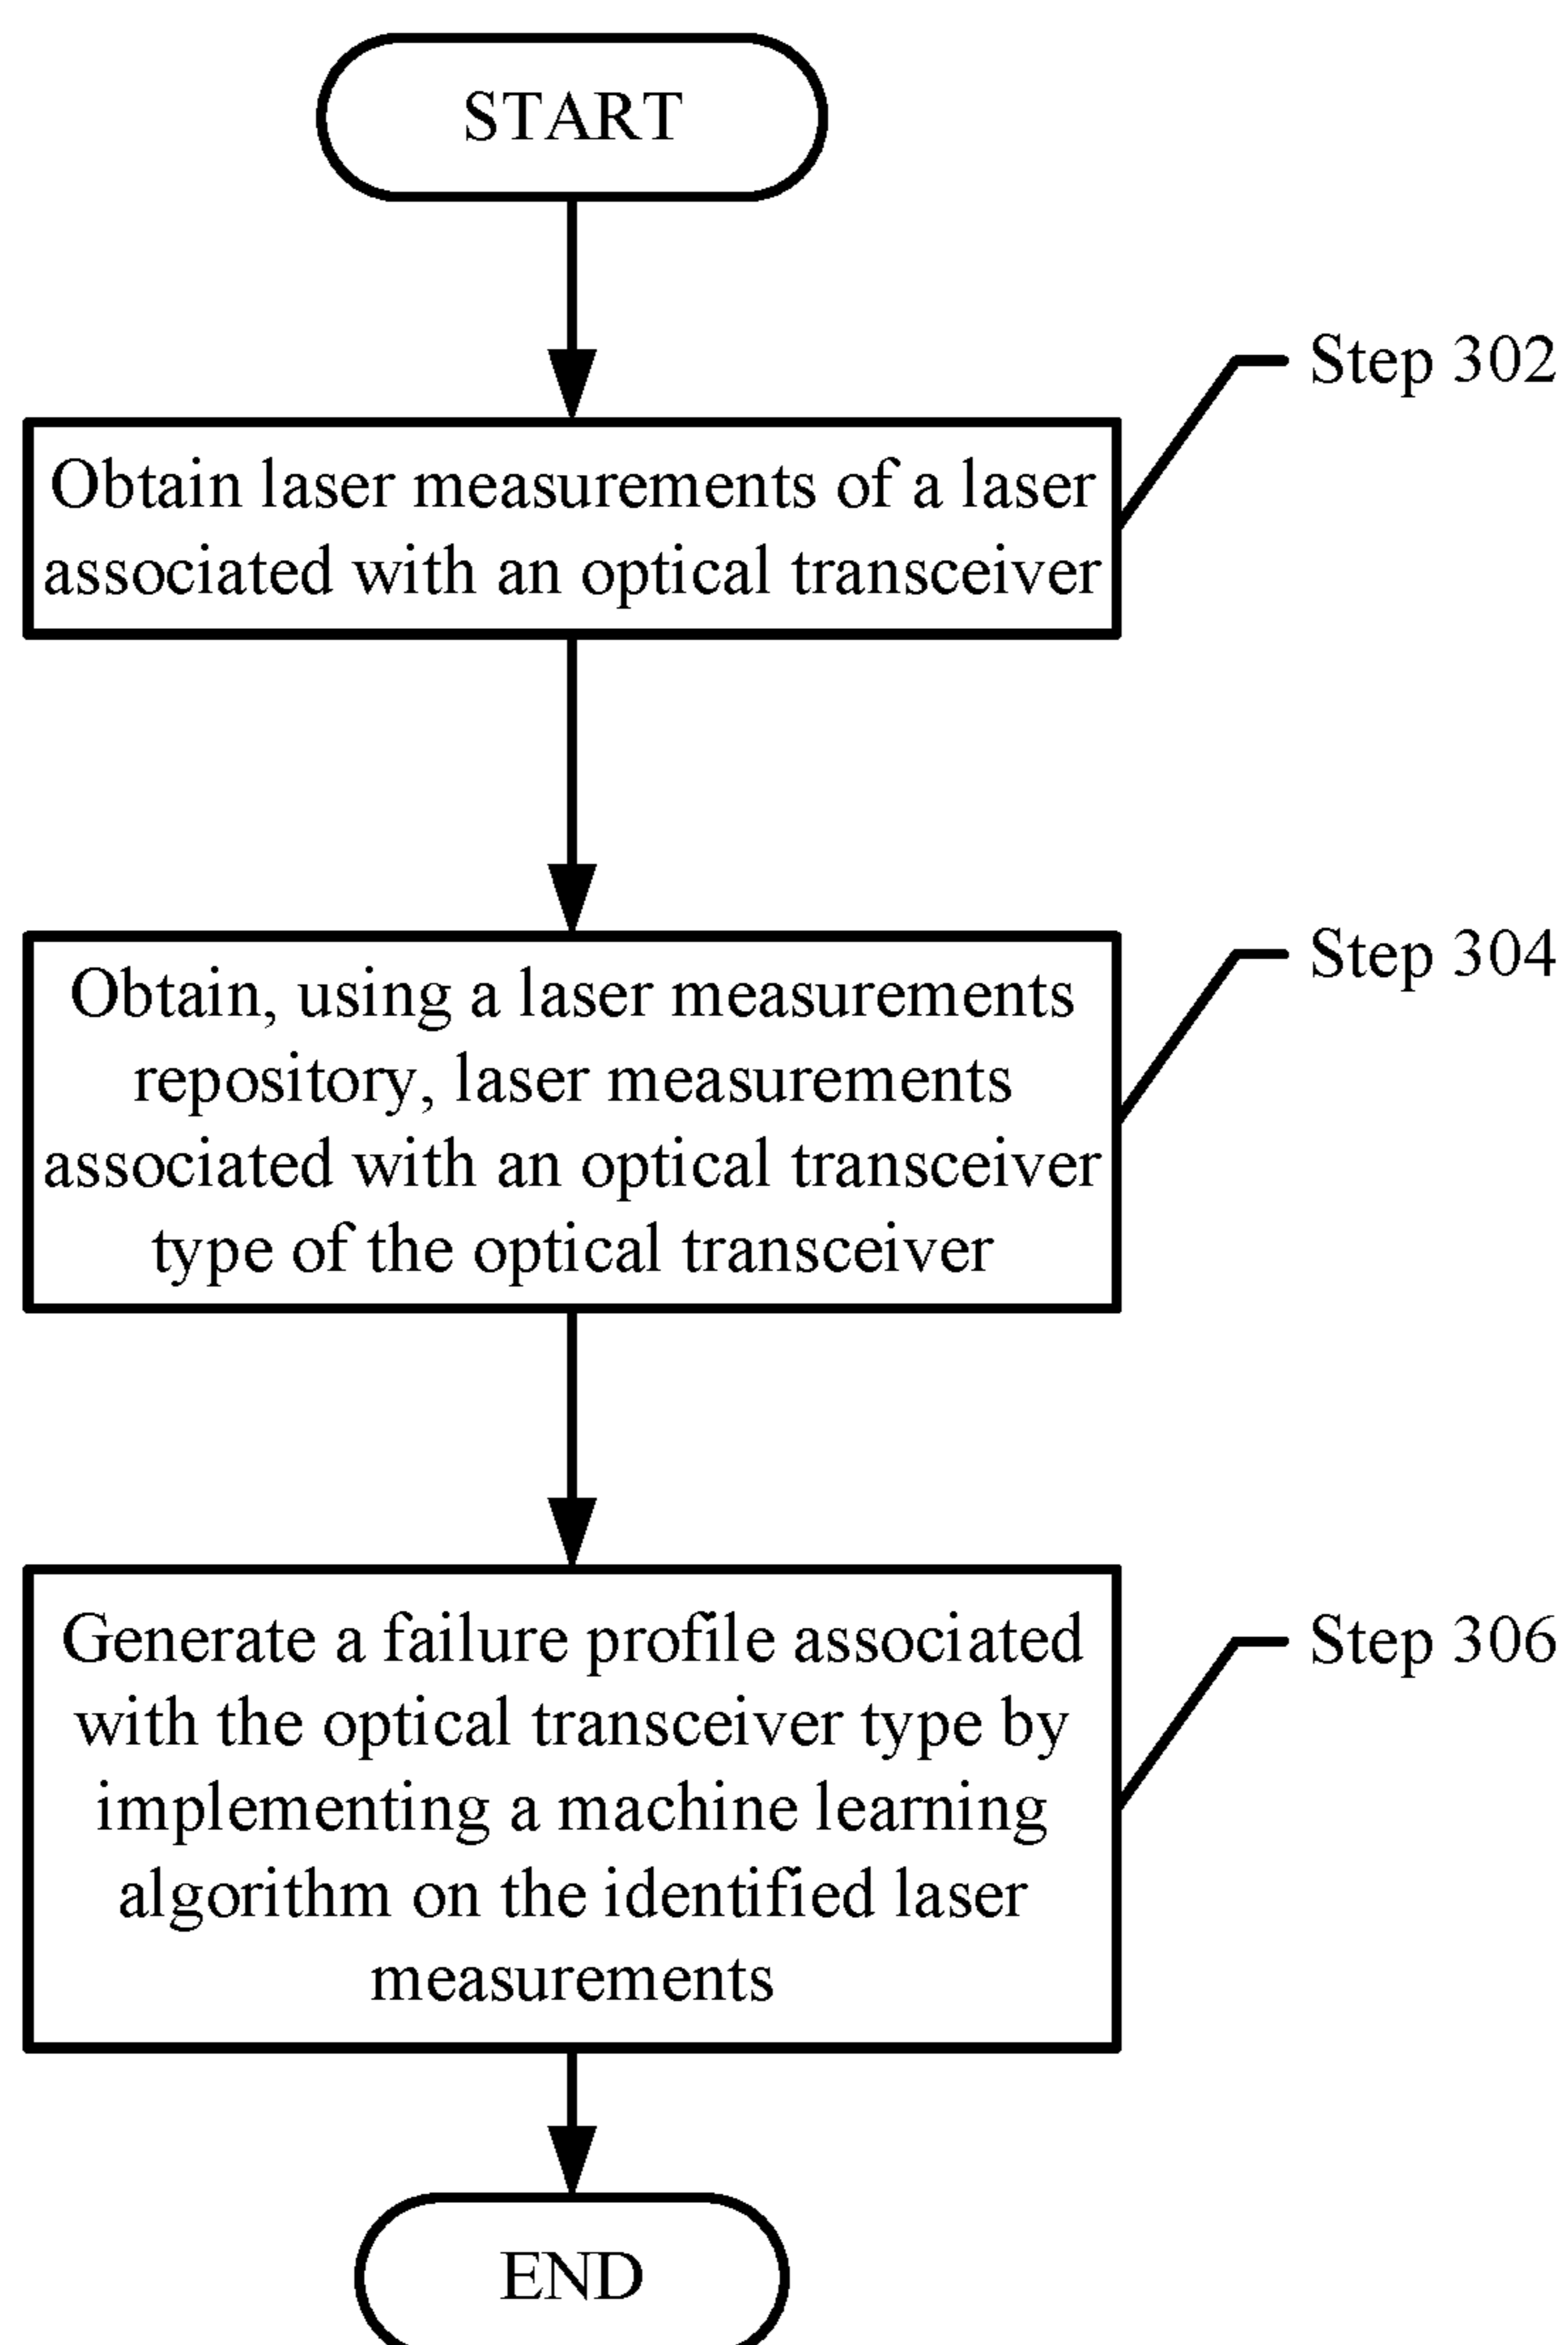 START
Step 302
Obtain laser measurements of a laser
associated with an optical transceiver
Step 304
Obtain, using a laser measurements
repository, laser measurements
associated with an optical transceiver
type of the optical transceiver
Step 306
Generate a failure profile associated
with the optical transceiver type by
implementing a machine learning
algorithm on the identified laser
measurements
END